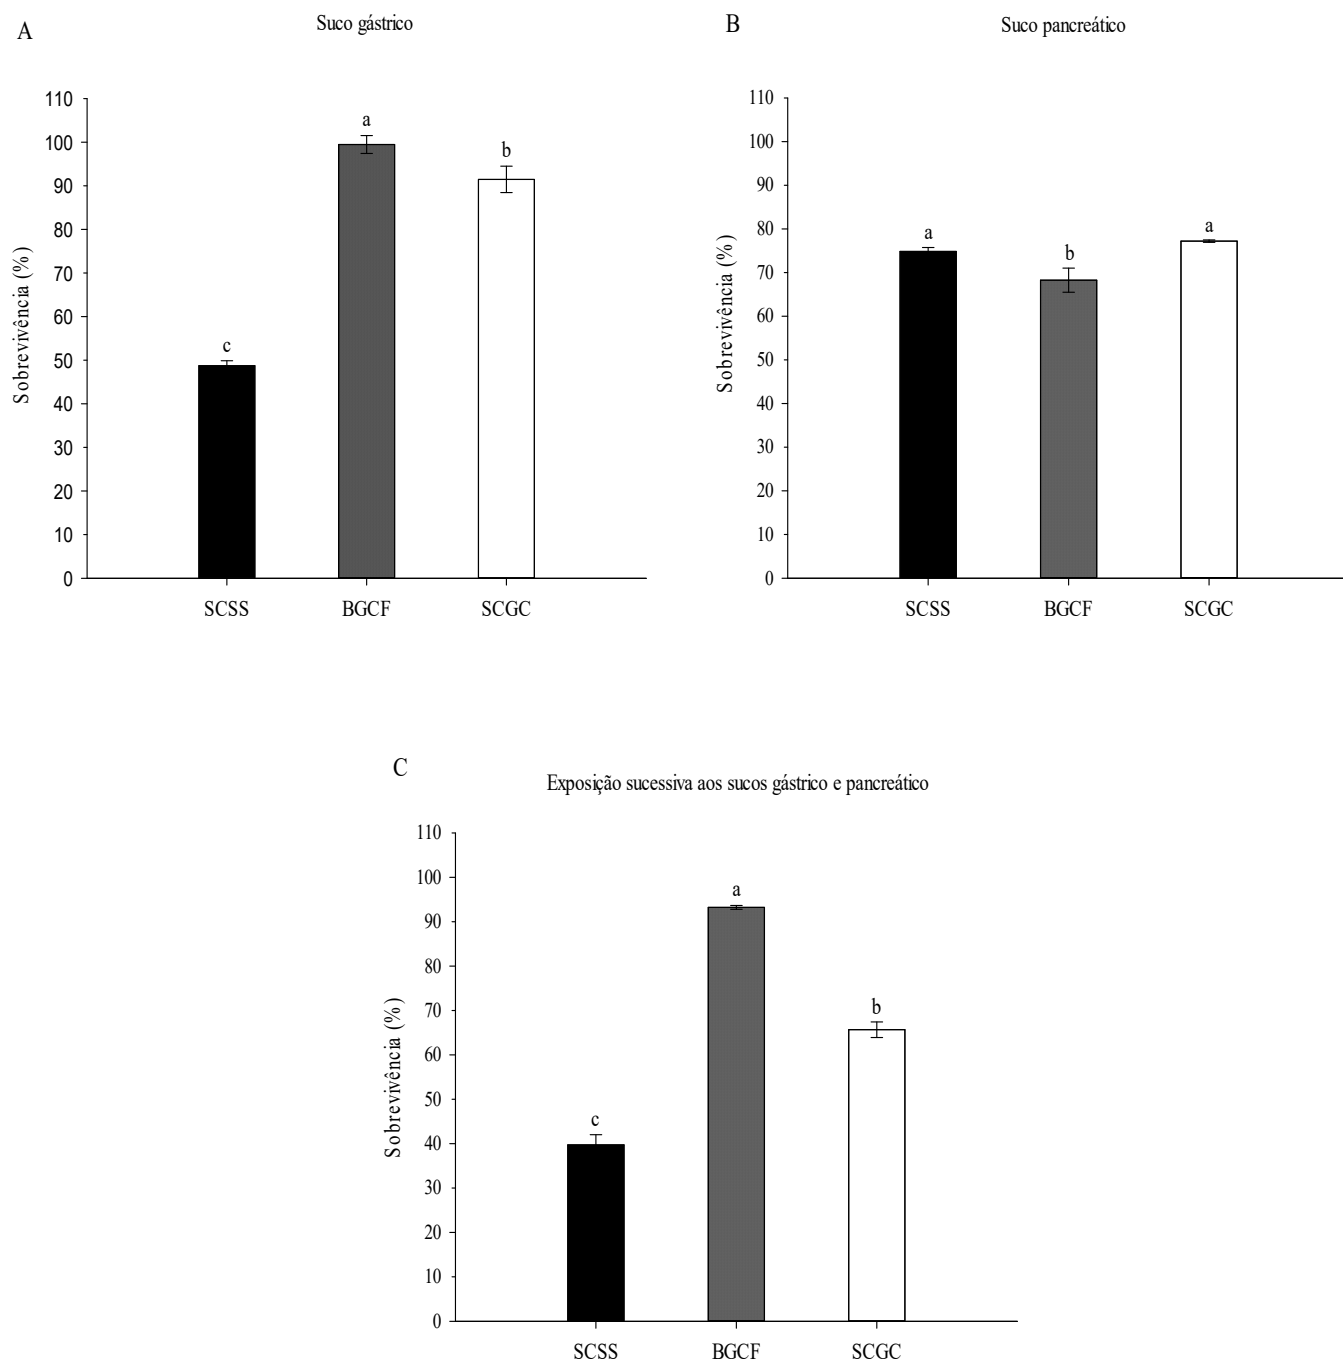 A
Suco gástrico
Sobrevivência (%)
110
100
90
80
70
60
50
40
30
20
10
0
a
b
c
SCSS
BGCF
SCGC
B
Suco pancreático
Sobrevivência (%)
110
100
90
80
70
60
50
40
30
20
10
0
a
b
a
SCSS
BGCF
SCGC
C
Exposição sucessiva aos sucos gástrico e pancreático
Sobrevivência (%)
110
100
90
80
70
60
50
40
30
20
10
0
a
b
c
SCSS
BGCF
SCGC